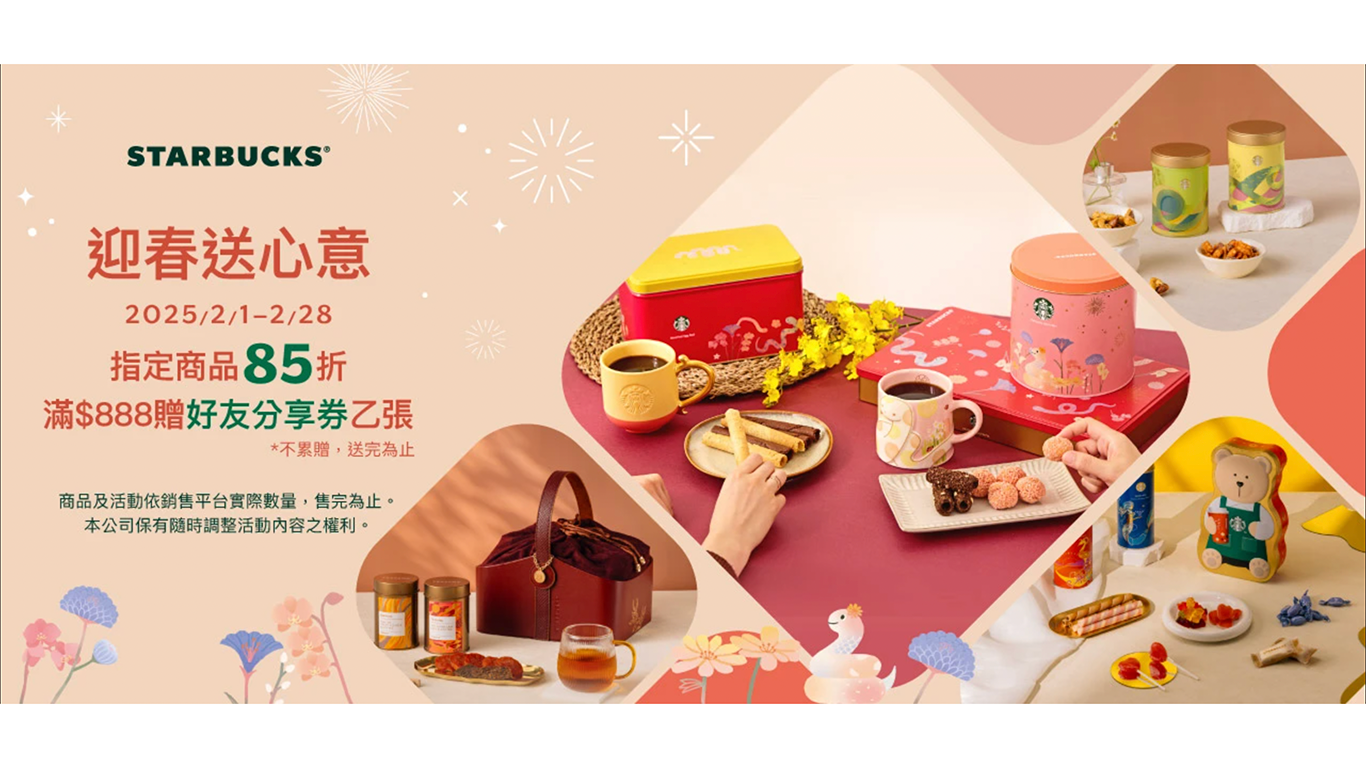 STARBUCKS®
迎春送心意
2025/2/1–2/28
指定商品85折
滿$888贈好友分享券乙張
*不累贈，送完為止
商品及活動依銷售平台實際數量，售完為止。
本公司保有隨時調整活動內容之權利。